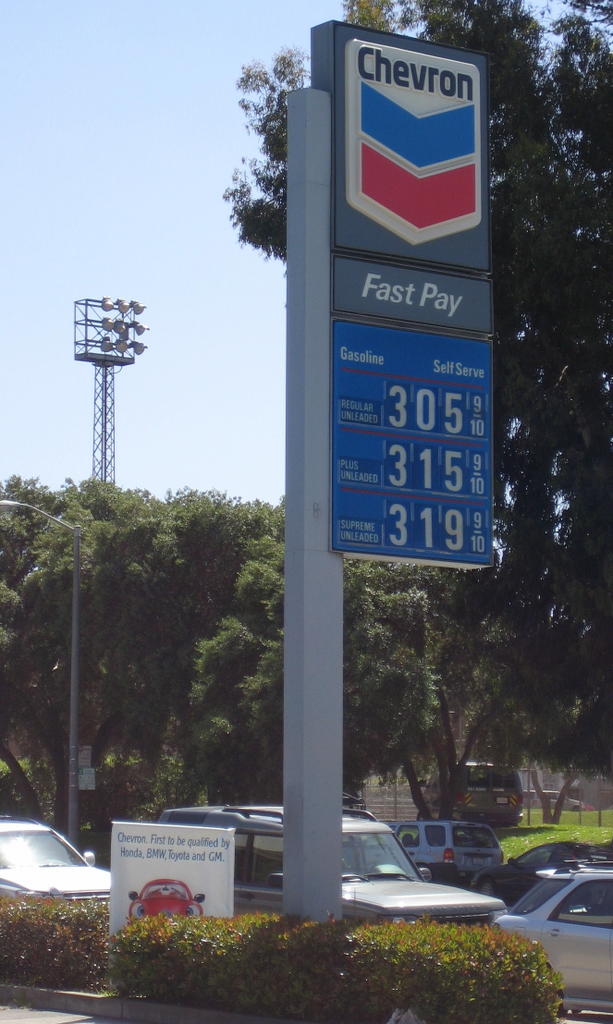 Chevron
Fast Pay
Gasoline Self Serve
REGULAR UNLEADED 305 9/10
PLUS UNLEADED 315 9/10
SUPREME UNLEADED 319 9/10
Chevron. First to be qualified by
Honda, BMW, Toyota and GM.